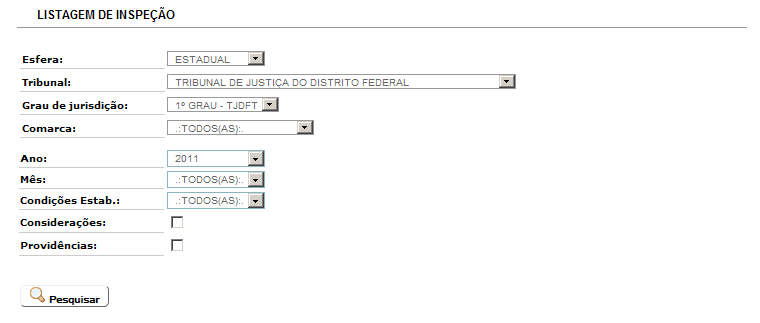 LISTAGEM DE INSPEÇÃO
Esfera: ESTADUAL
Tribunal: TRIBUNAL DE JUSTIÇA DO DISTRITO FEDERAL
Grau de jurisdição: 1º GRAU - TJDFT
Comarca: .:TODOS(AS):.
Ano: 2011
Mês: .:TODOS(AS):.
Condições Estab.: .:TODOS(AS):.
Considerações:
Providências:
Pesquisar